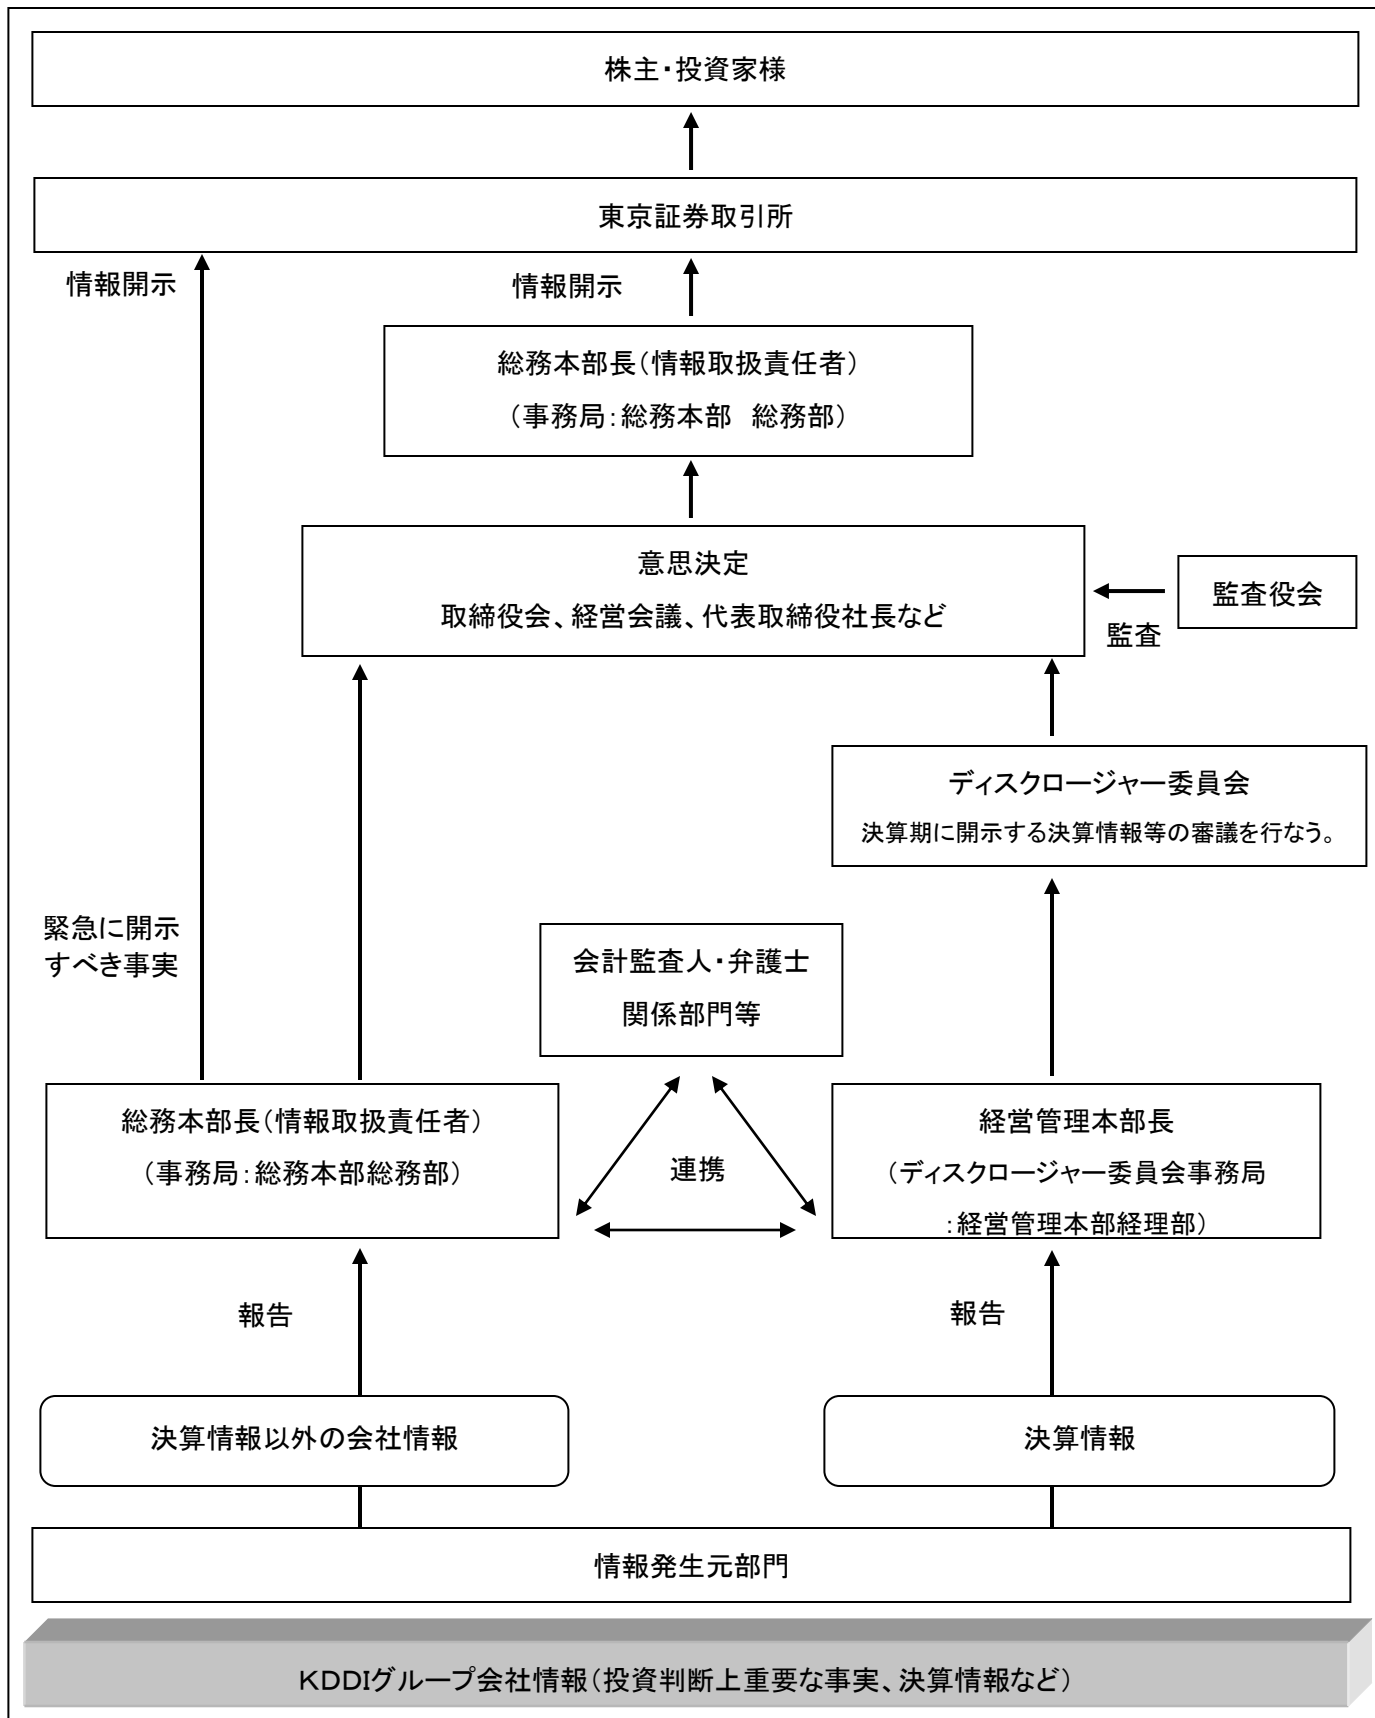 株主・投資家様
東京証券取引所
情報開示
情報開示
総務本部長（情報取扱責任者）
（事務局：総務本部　総務部）
意思決定
取締役会、経営会議、代表取締役社長など
監査役会
監査
ディスクロージャー委員会
決算期に開示する決算情報等の審議を行なう。
緊急に開示
すべき事実
会計監査人・弁護士
関係部門等
総務本部長（情報取扱責任者）
（事務局：総務本部総務部）
連携
経営管理本部長
（ディスクロージャー委員会事務局
：経営管理本部経理部）
報告
報告
決算情報以外の会社情報
決算情報
情報発生元部門
KDDIグループ会社情報（投資判断上重要な事実、決算情報など）